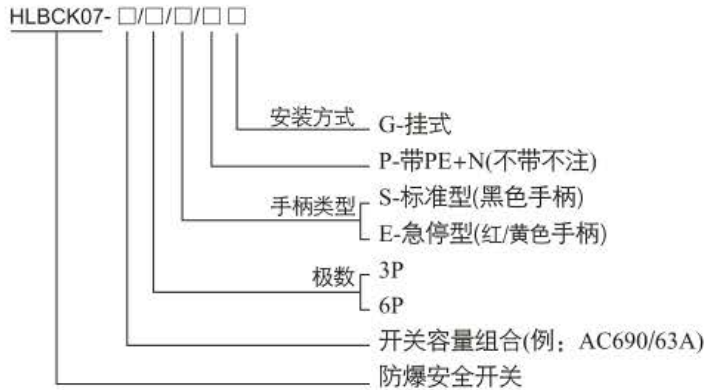 HLBCK07-□/□/□/□ □
安装方式 G-挂式
P-带PE+N(不带不注)
手柄类型 S-标准型(黑色手柄)
E-急停型(红/黄色手柄)
极数 3P
6P
开关容量组合(例：AC690/63A)
防爆安全开关